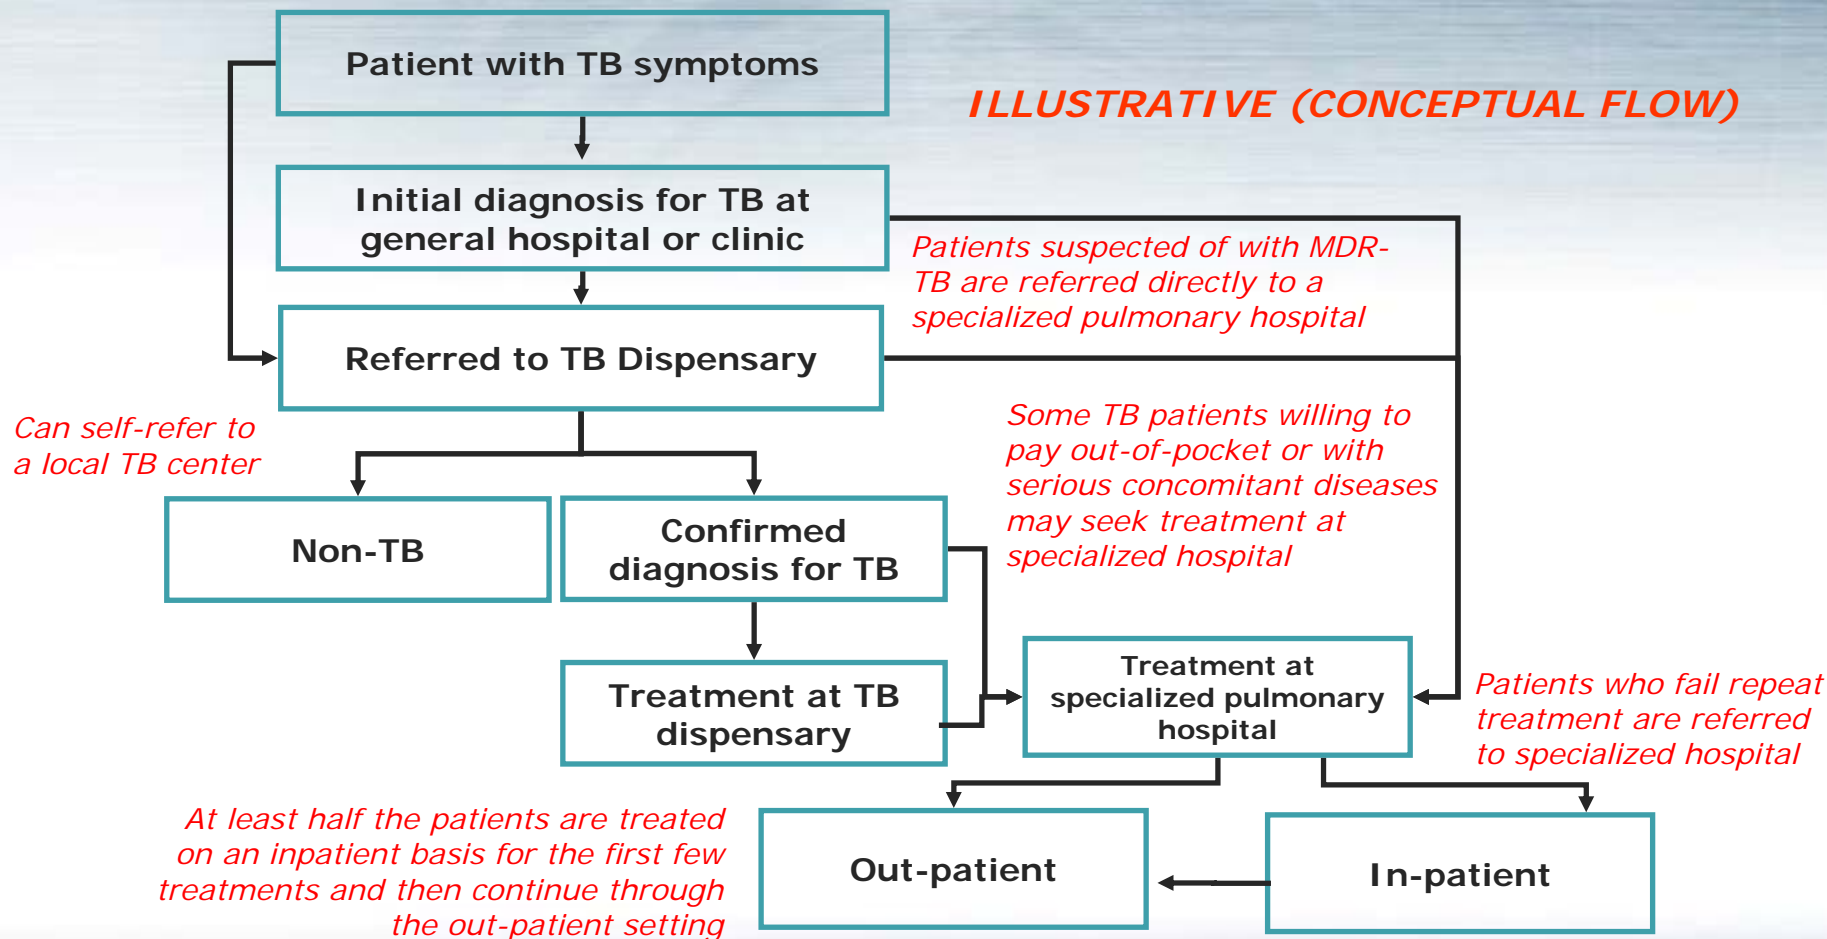 Patient with TB symptoms
ILLUSTRATIVE (CONCEPTUAL FLOW)
Initial diagnosis for TB at
general hospital or clinic
Patients suspected of with MDR-
TB are referred directly to a
specialized pulmonary hospital
Referred to TB Dispensary
Can self-refer to
a local TB center
Some TB patients willing to
pay out-of-pocket or with
serious concomitant diseases
may seek treatment at
specialized hospital
Non-TB
Confirmed
diagnosis for TB
Treatment at TB
dispensary
Treatment at
specialized pulmonary
hospital
Patients who fail repeat
treatment are referred
to specialized hospital
At least half the patients are treated
on an inpatient basis for the first few
treatments and then continue through
the out-patient setting
Out-patient
In-patient